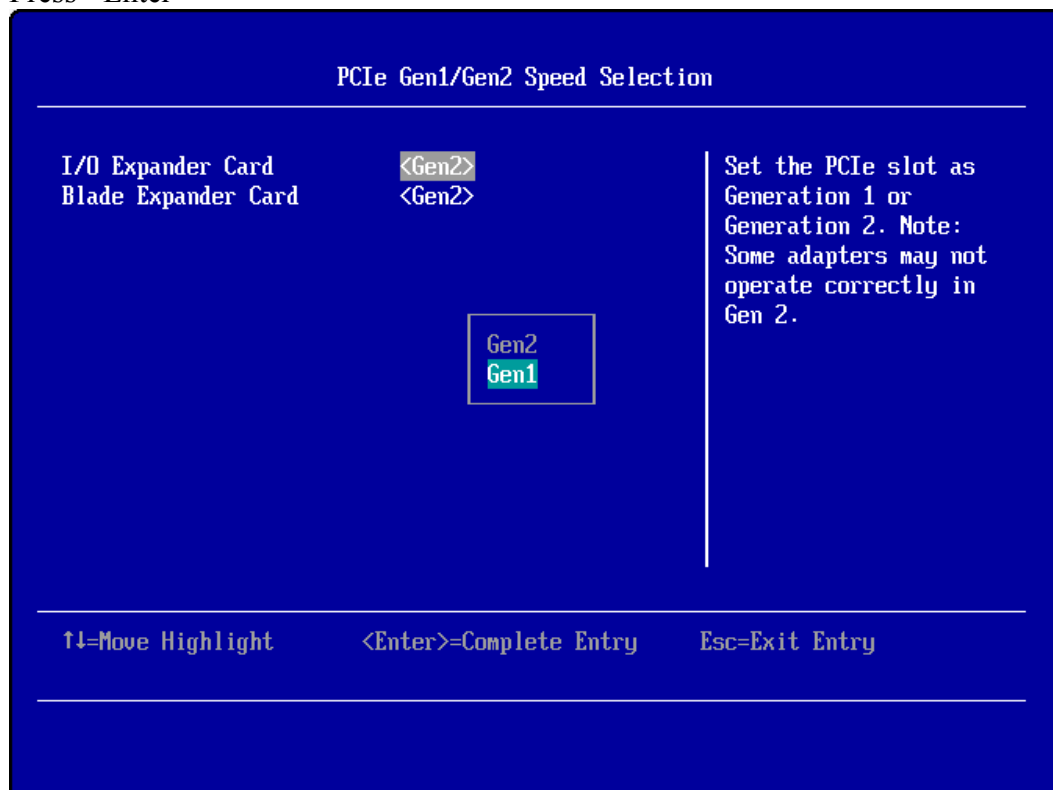 PCIe Gen1/Gen2 Speed Selection
I/O Expander Card <Gen2>
Blade Expander Card <Gen2>
Set the PCIe slot as
Generation 1 or
Generation 2. Note:
Some adapters may not
operate correctly in
Gen 2.
Gen2
Gen1
↑↓=Move Highlight <Enter>=Complete Entry Esc=Exit Entry